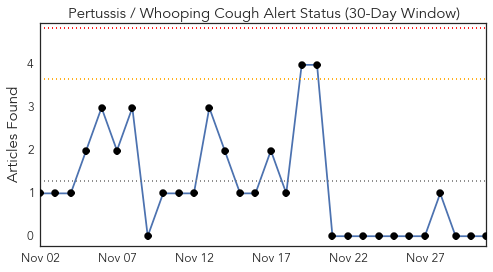 Pertussis / Whooping Cough Alert Status (30-Day Window)
Articles Found
4
3
2
1
0
Nov 02 Nov 07 Nov 12 Nov 17 Nov 22 Nov 27